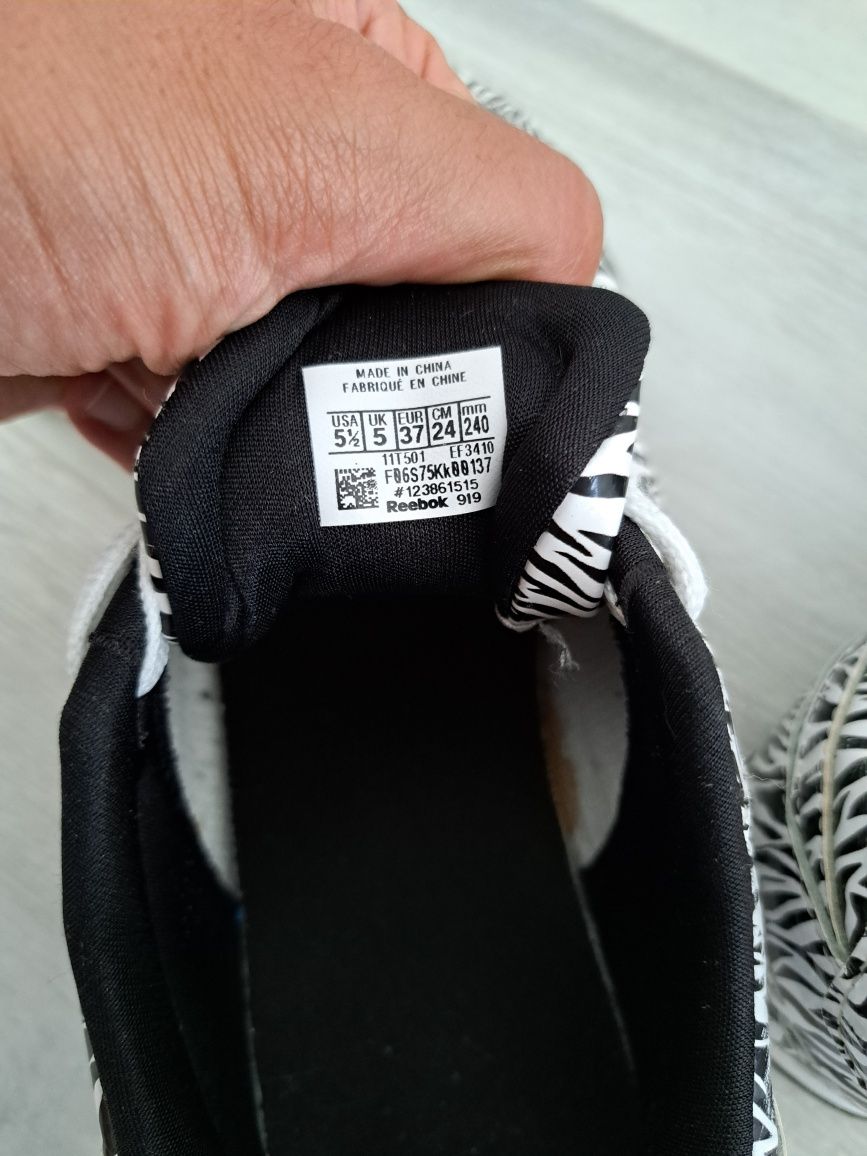 MADE IN CHINA
FABRIQUÉ EN CHINE
USA UK EUR CM mm
5½ 5 37 24 240
11T501 EF3410
F06S75Kk00137
#123861515
Reebok 919